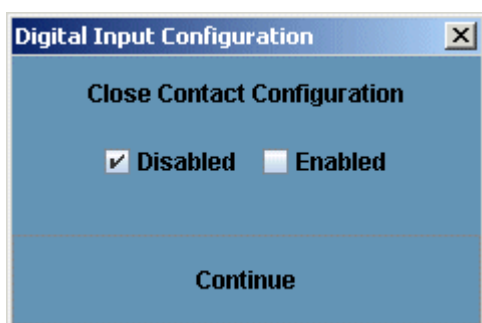 Digital Input Configuration
Close Contact Configuration
Disabled Enabled
Continue